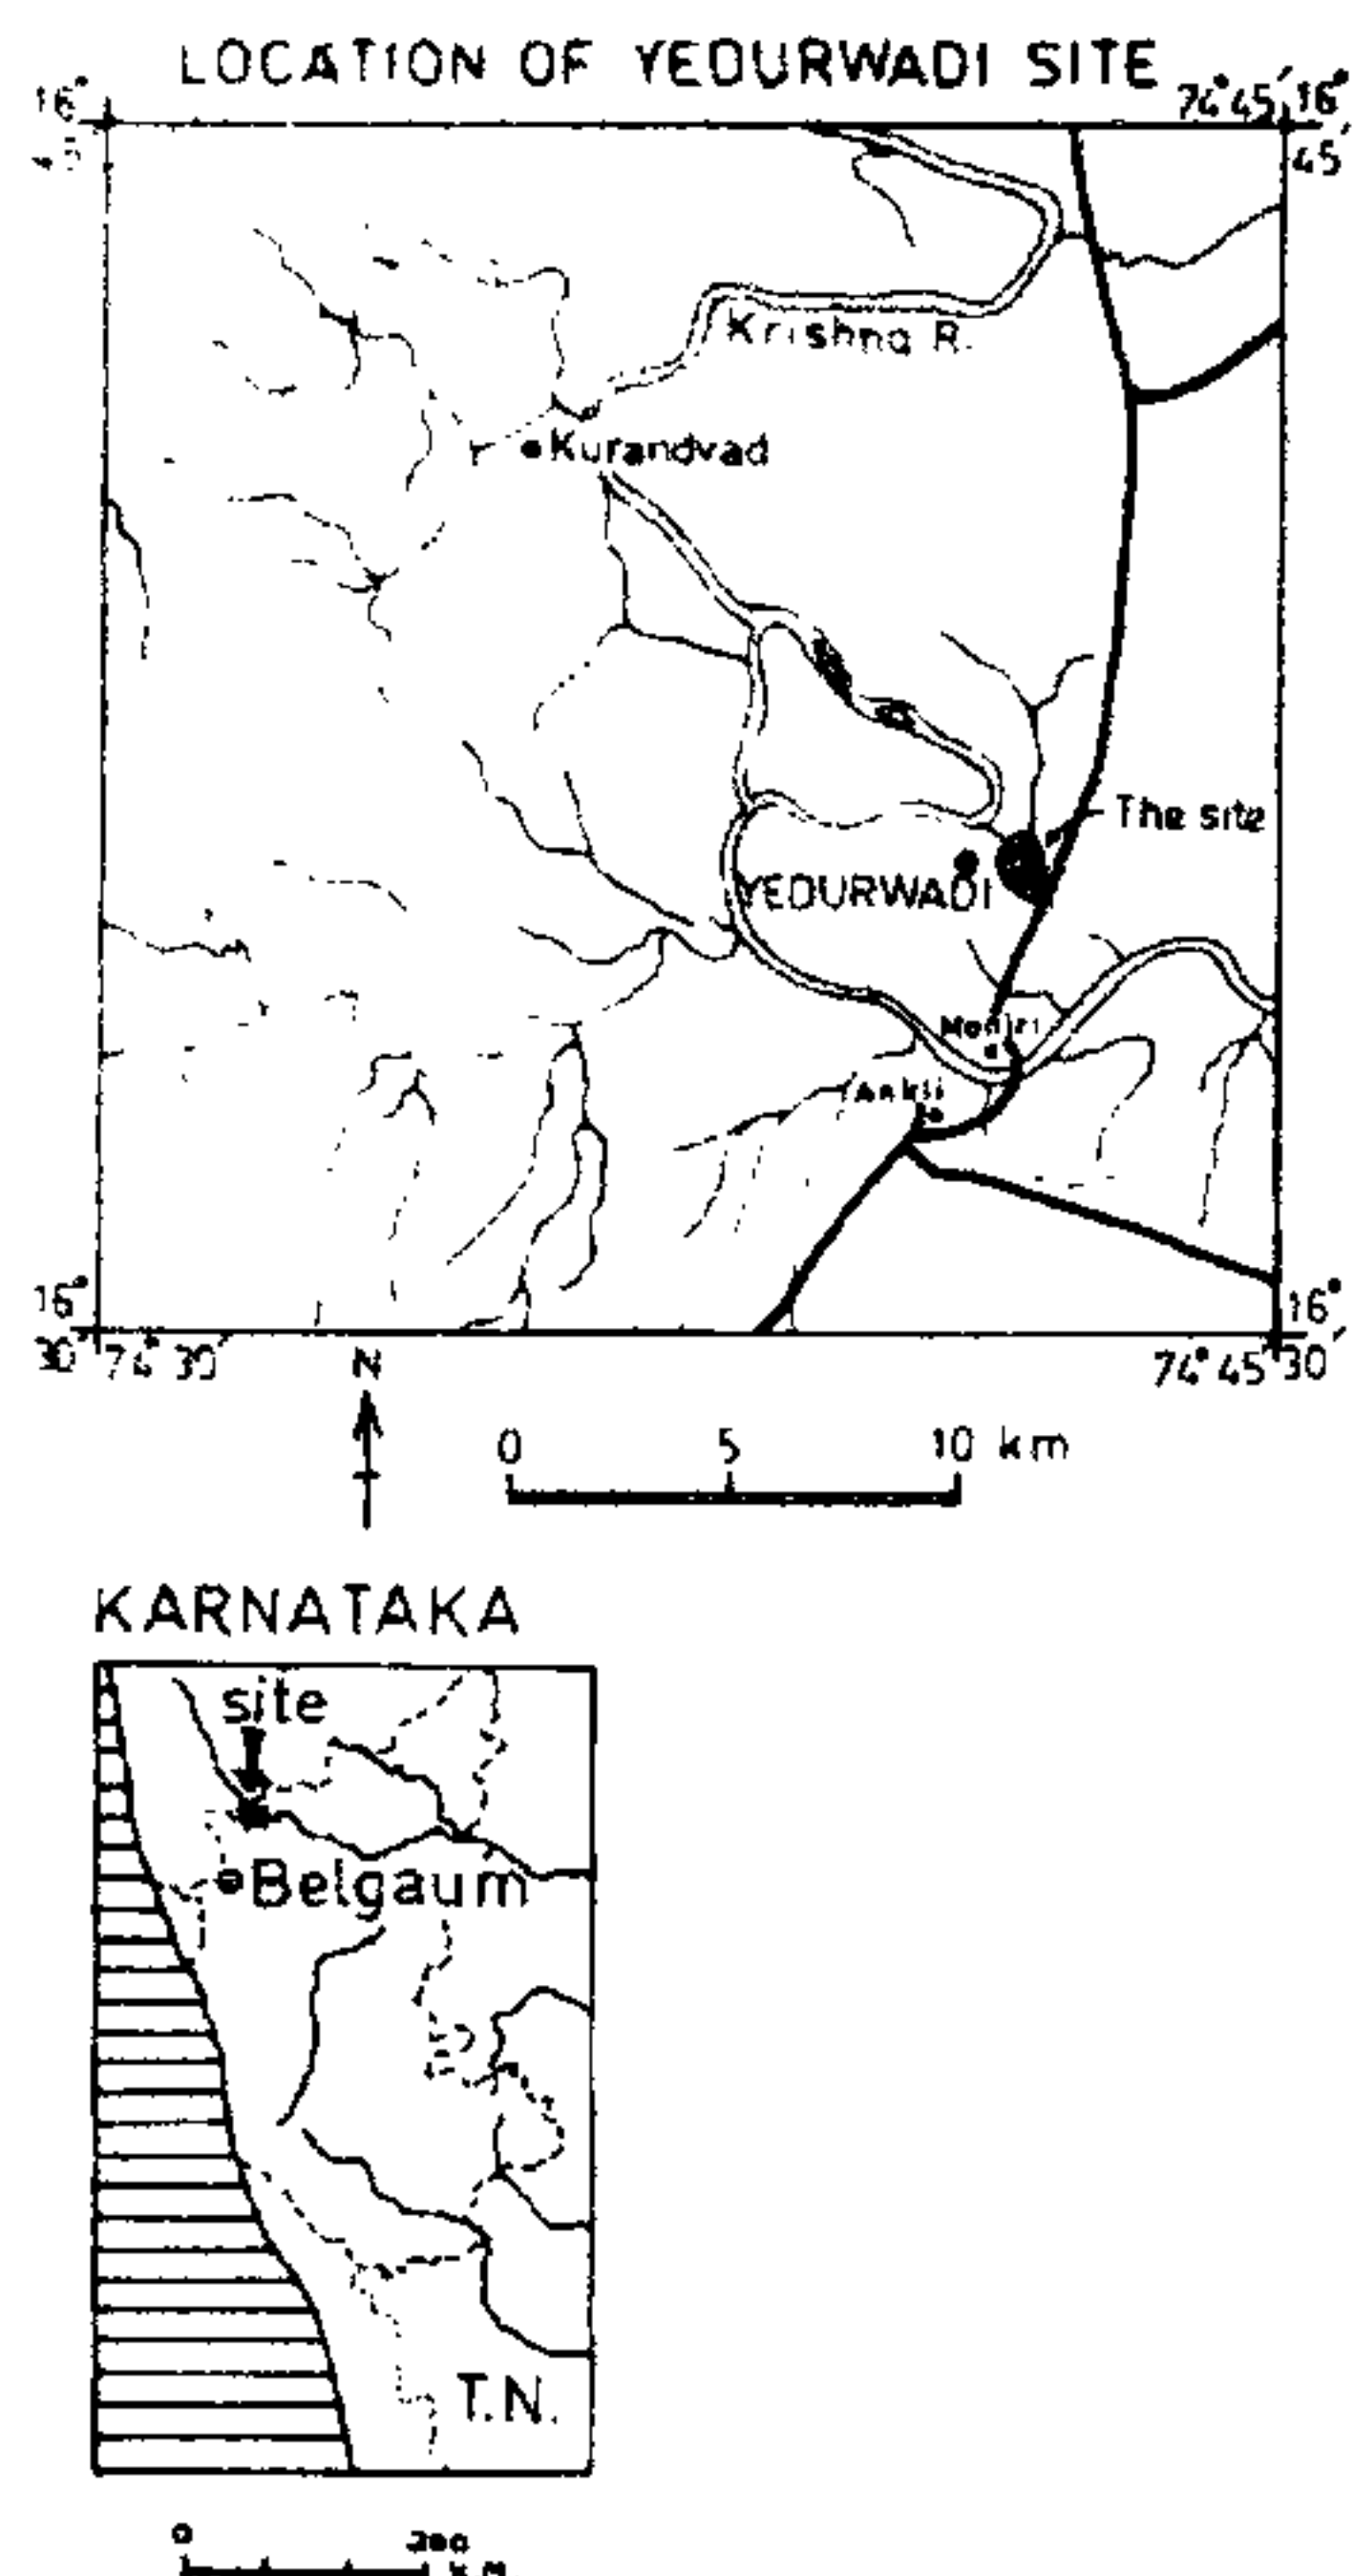 LOCATION OF YEDURWADI SITE
16° 74°45' 16°
45'
Krishna R.
Kurandvad
The site
YEDURWADI
Ankli
16° 16°
30' 74° 30' 74°45' 30'
N
0 5 10 km
KARNATAKA
site
Belgaum
T.N.
0